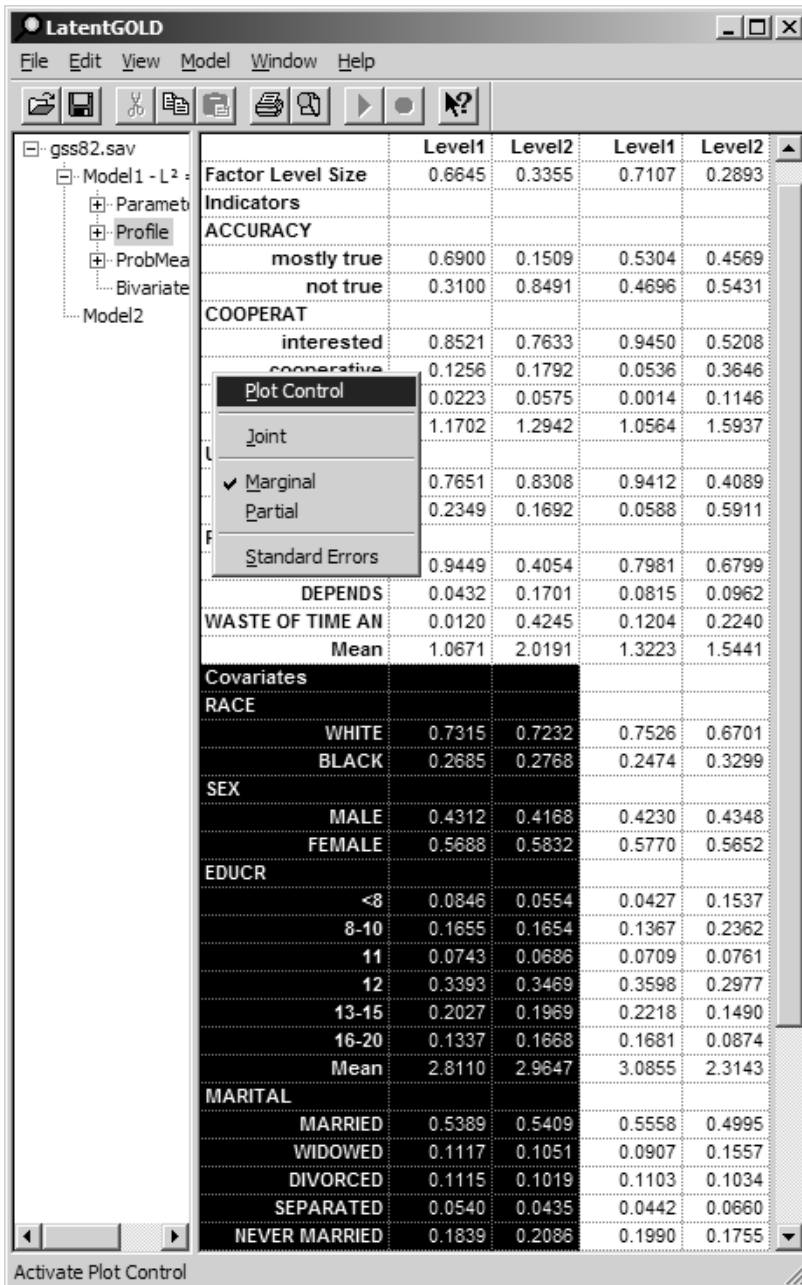 LatentGOLD
File Edit View Model Window Help
gss82.sav
Model1 - L² =
Paramet
Profile
ProbMea
Bivariate
Model2
Level1 Level2 Level1 Level2
Factor Level Size 0.6645 0.3355 0.7107 0.2893
Indicators
ACCURACY
mostly true 0.6900 0.1509 0.5304 0.4569
not true 0.3100 0.8491 0.4696 0.5431
COOPERAT
interested 0.8521 0.7633 0.9450 0.5208
cooperative 0.1256 0.1792 0.0536 0.3646
0.0223 0.0575 0.0014 0.1146
1.1702 1.2942 1.0564 1.5937
0.7651 0.8308 0.9412 0.4089
0.2349 0.1692 0.0588 0.5911
0.9449 0.4054 0.7981 0.6799
DEPENDS 0.0432 0.1701 0.0815 0.0962
WASTE OF TIME AN 0.0120 0.4245 0.1204 0.2240
Mean 1.0671 2.0191 1.3223 1.5441
Plot Control
Joint
Marginal
Partial
Standard Errors
Covariates
RACE
WHITE 0.7315 0.7232 0.7526 0.6701
BLACK 0.2685 0.2768 0.2474 0.3299
SEX
MALE 0.4312 0.4168 0.4230 0.4348
FEMALE 0.5688 0.5832 0.5770 0.5652
EDUCR
<8 0.0846 0.0554 0.0427 0.1537
8-10 0.1655 0.1654 0.1367 0.2362
11 0.0743 0.0686 0.0709 0.0761
12 0.3393 0.3469 0.3598 0.2977
13-15 0.2027 0.1969 0.2218 0.1490
16-20 0.1337 0.1668 0.1681 0.0874
Mean 2.8110 2.9647 3.0855 2.3143
MARITAL
MARRIED 0.5389 0.5409 0.5558 0.4995
WIDOWED 0.1117 0.1051 0.0907 0.1557
DIVORCED 0.1115 0.1019 0.1103 0.1034
SEPARATED 0.0540 0.0435 0.0442 0.0660
NEVER MARRIED 0.1839 0.2086 0.1990 0.1755
Activate Plot Control